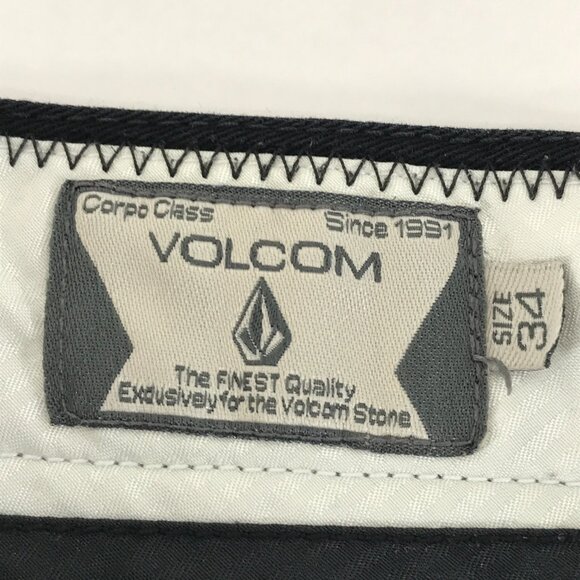 Corpo Class Since 1991
VOLCOM
The FINEST Quality
Exclusively for the Volcom Stone
SIZE
34